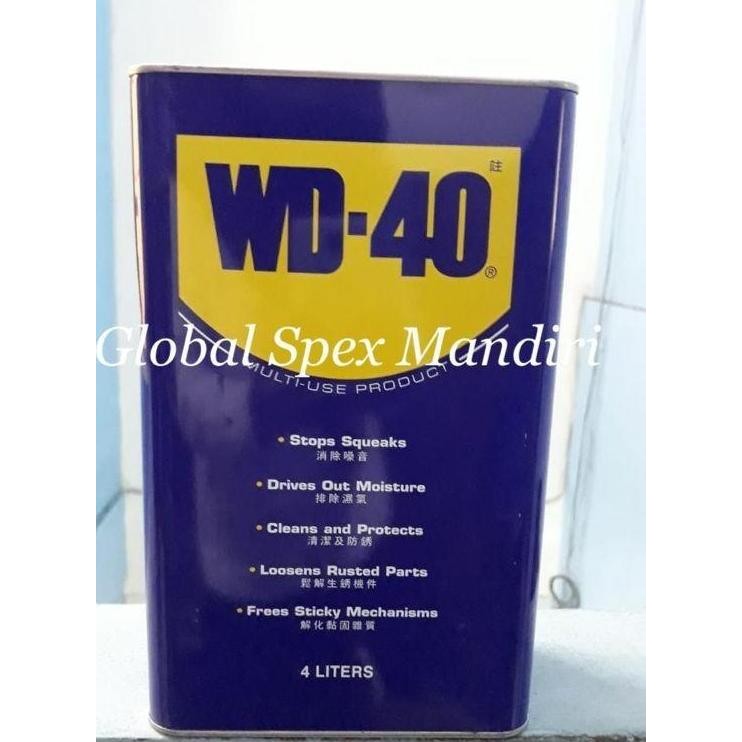 WD-40
註
®
Global Spex Mandiri
MULTI-USE PRODUCT
• Stops Squeaks
消除噪音
• Drives Out Moisture
排除濕氣
• Cleans and Protects
清潔及防銹
• Loosens Rusted Parts
鬆解生銹機件
• Frees Sticky Mechanisms
解化黏固雜質
4 LITERS